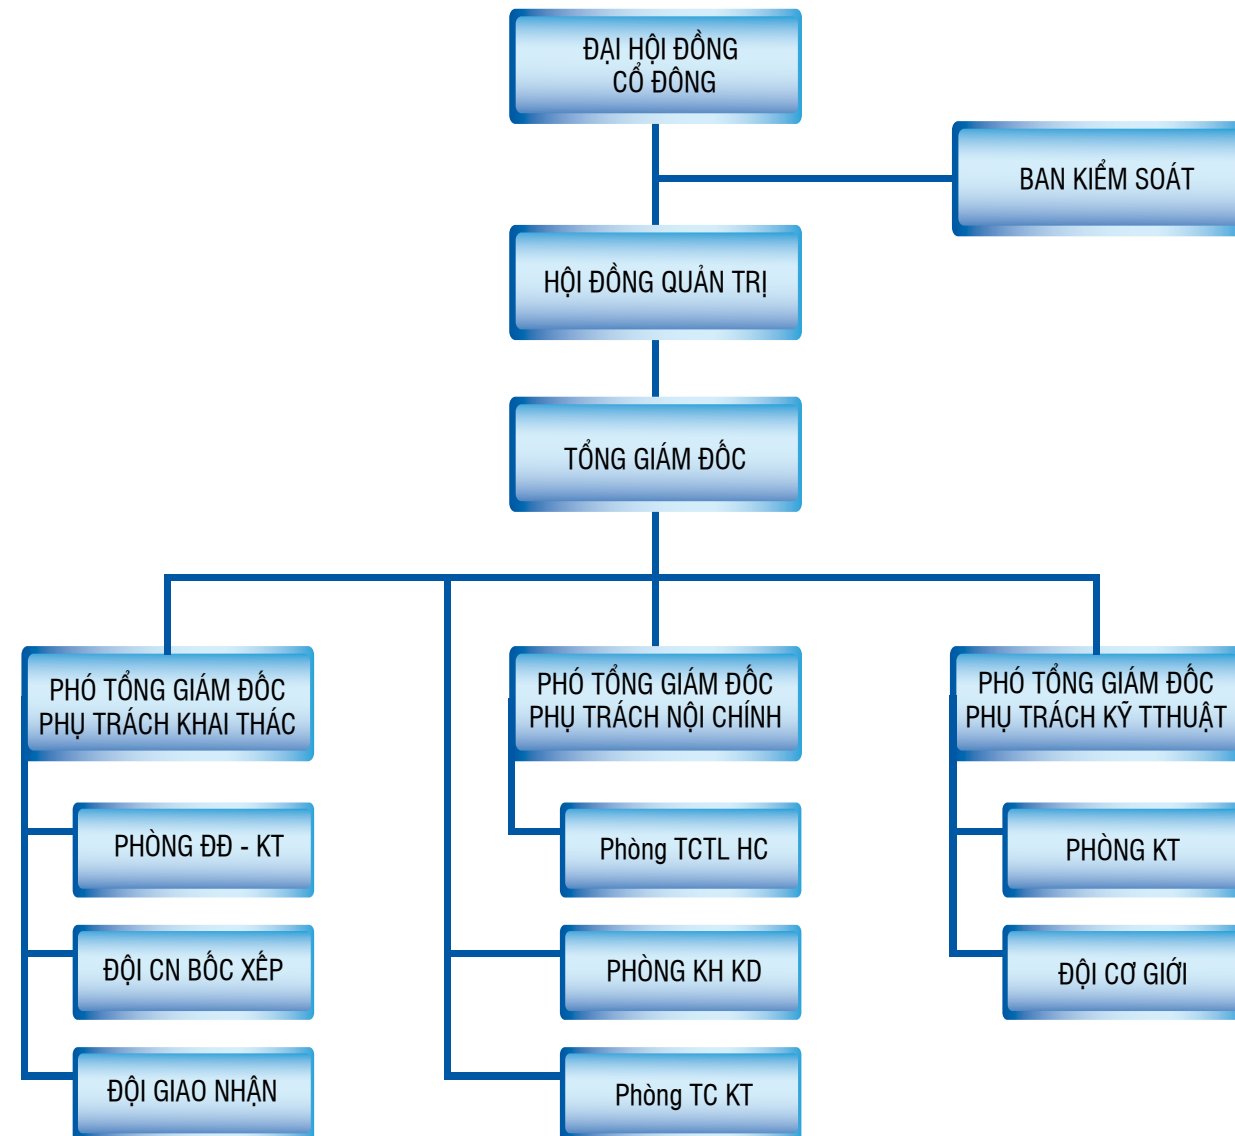 ĐẠI HỘI ĐỒNG
CỔ ĐÔNG
BAN KIỂM SOÁT
HỘI ĐỒNG QUẢN TRỊ
TỔNG GIÁM ĐỐC
PHÓ TỔNG GIÁM ĐỐC
PHỤ TRÁCH KHAI THÁC
PHÓ TỔNG GIÁM ĐỐC
PHỤ TRÁCH NỘI CHÍNH
PHÓ TỔNG GIÁM ĐỐC
PHỤ TRÁCH KỸ TTHUẬT
PHÒNG ĐĐ - KT
Phòng TCTL HC
PHÒNG KT
ĐỘI CN BỐC XẾP
PHÒNG KH KD
ĐỘI CƠ GIỚI
ĐỘI GIAO NHẬN
Phòng TC KT